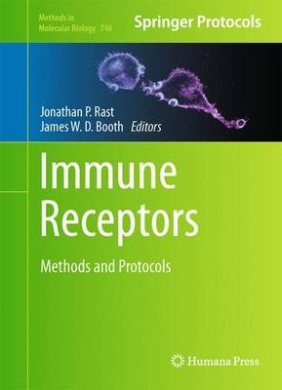 Methods in
Molecular Biology 748
Springer Protocols
Jonathan P. Rast
James W. D. Booth Editors
Immune
Receptors
Methods and Protocols
Humana Press